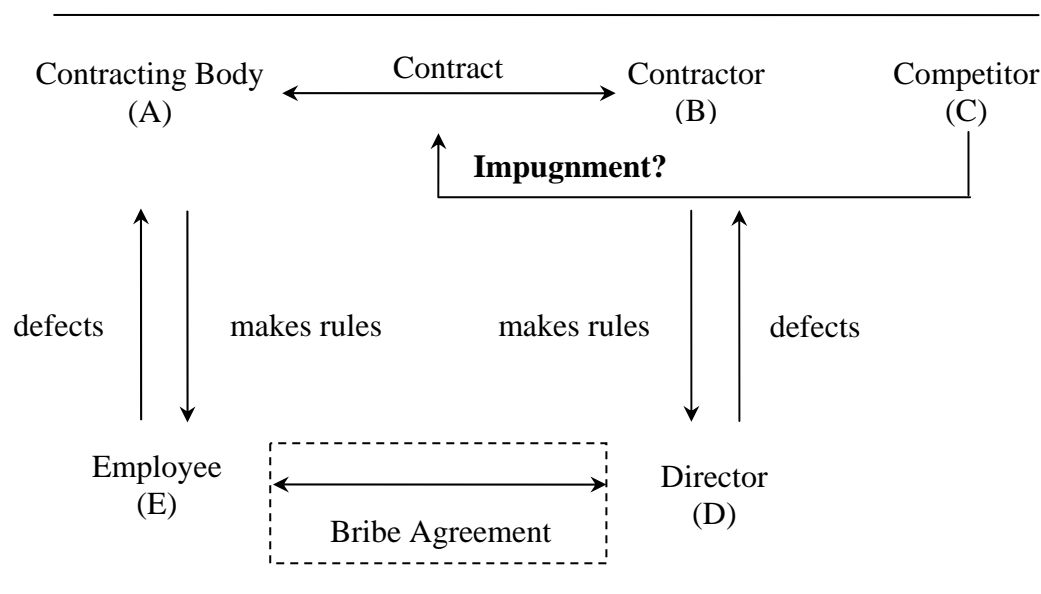 Contracting Body
(A)
Contract
Contractor
(B)
Competitor
(C)
Impugnment?
defects
makes rules
makes rules
defects
Employee
(E)
Bribe Agreement
Director
(D)